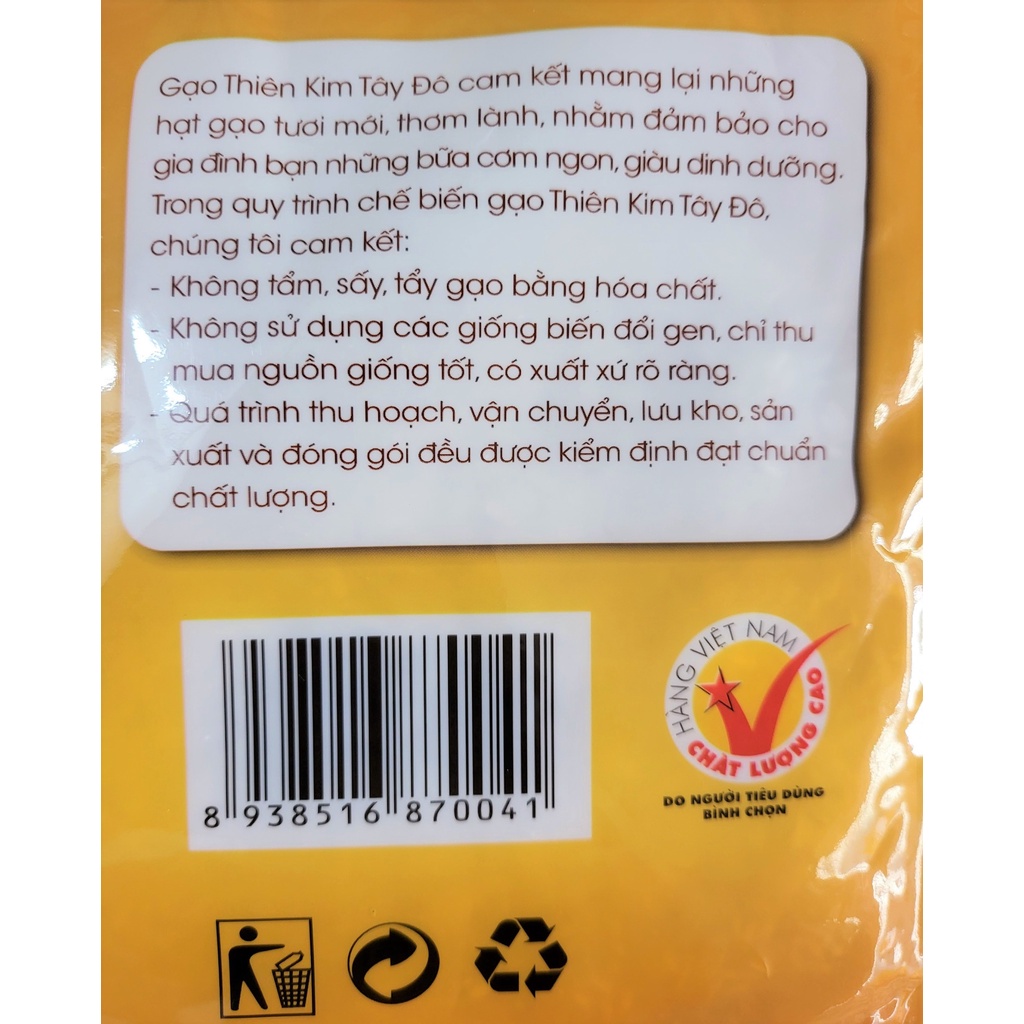 Gạo Thiên Kim Tây Đô cam kết mang lại những
hạt gạo tươi mới, thơm lành, nhằm đảm bảo cho
gia đình bạn những bữa cơm ngon, giàu dinh dưỡng.
Trong quy trình chế biến gạo Thiên Kim Tây Đô,
chúng tôi cam kết:
- Không tẩm, sấy, tẩy gạo bằng hóa chất.
- Không sử dụng các giống biến đổi gen, chỉ thu
mua nguồn giống tốt, có xuất xứ rõ ràng.
- Quá trình thu hoạch, vận chuyển, lưu kho, sản
xuất và đóng gói đều được kiểm định đạt chuẩn
chất lượng.
8 938516 870041
HÀNG VIỆT NAM
CHẤT LƯỢNG CAO
DO NGƯỜI TIÊU DÙNG
BÌNH CHỌN